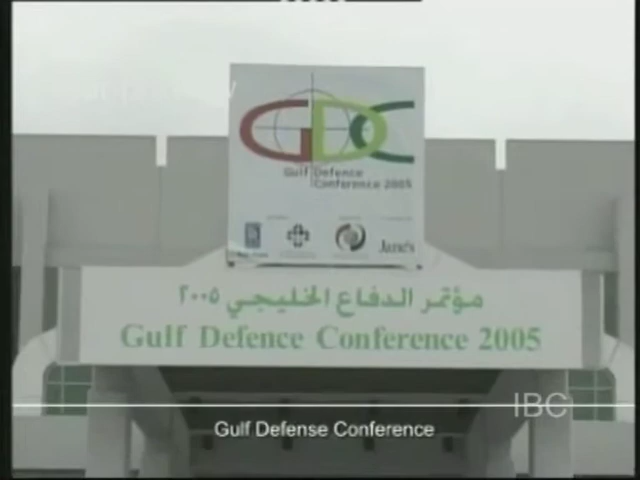 GDC
Gulf Defence
Conference 2005
Jane's
مؤتمر الدفاع الخليجي ٢٠٠٥
Gulf Defence Conference 2005
IBC
Gulf Defense Conference